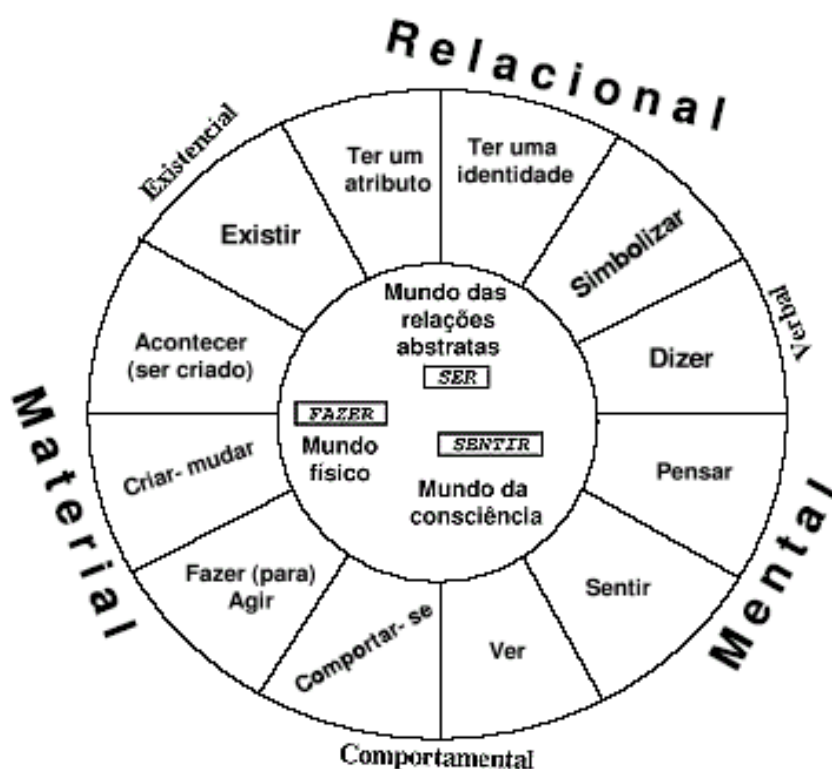 Relacional
Existencial
Ter um
atributo
Ter uma
identidade
Existir
Simbolizar
Verbal
Mundo das
relações
abstratas
SER
Acontecer
(ser criado)
Dizer
FAZER
Mundo
físico
SENTIR
Mundo da
consciência
Material
Criar- mudar
Pensar
Mental
Fazer (para)
Agir
Sentir
Comportar- se
Ver
Comportamental